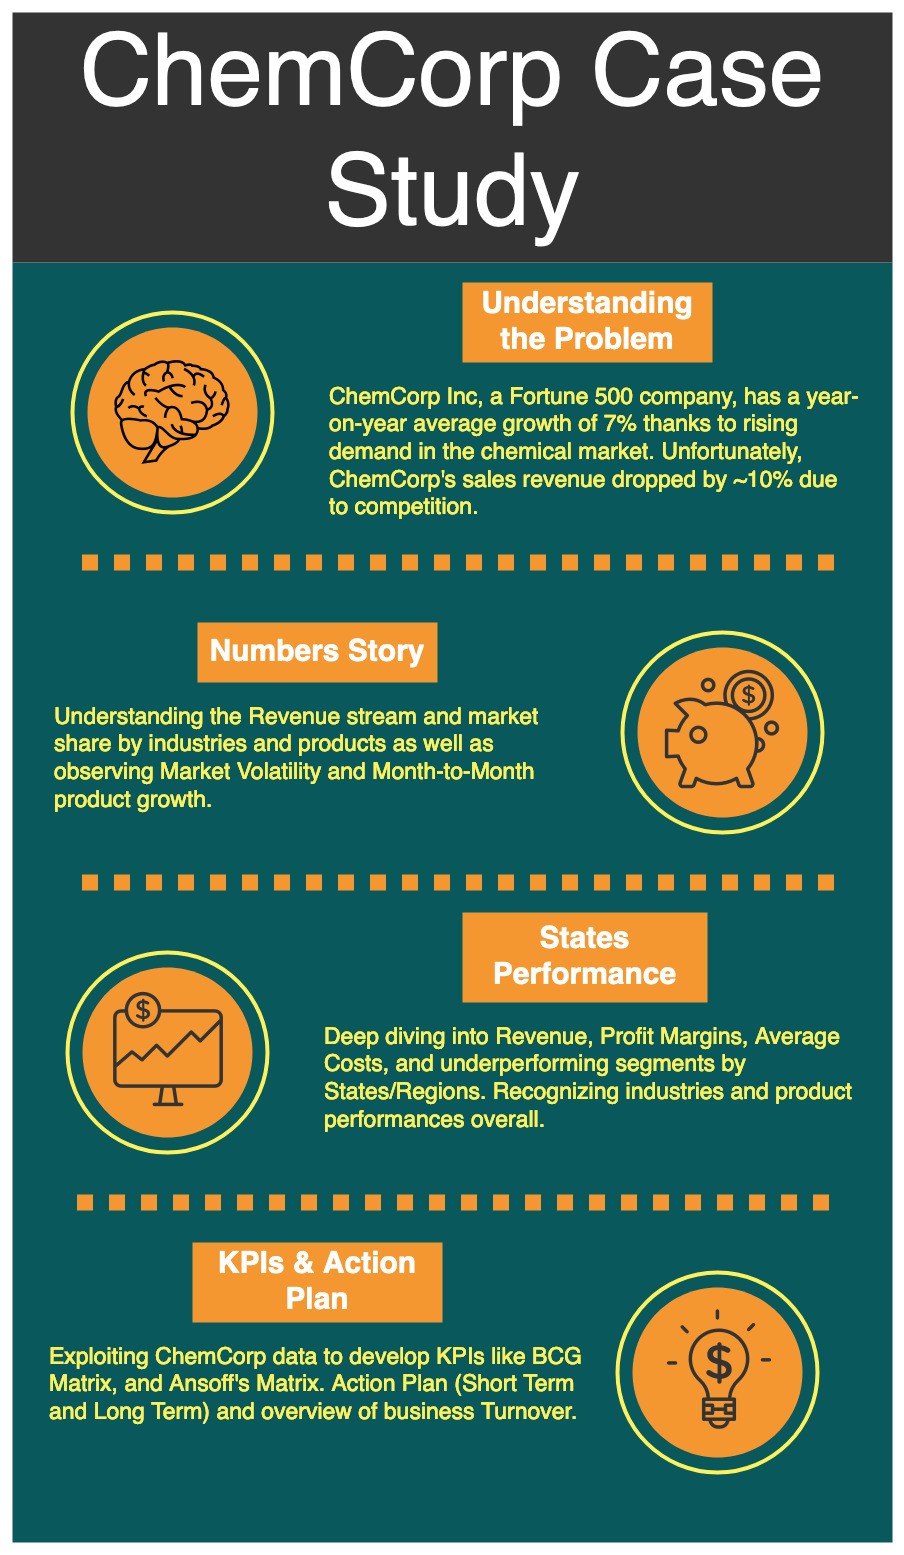 ChemCorp Case
Study
Understanding
the Problem
ChemCorp Inc, a Fortune 500 company, has a year-
on-year average growth of 7% thanks to rising
demand in the chemical market. Unfortunately,
ChemCorp's sales revenue dropped by ~10% due
to competition.
Numbers Story
$
Understanding the Revenue stream and market
share by industries and products as well as
observing Market Volatility and Month-to-Month
product growth.
States
Performance
$
Deep diving into Revenue, Profit Margins, Average
Costs, and underperforming segments by
States/Regions. Recognizing industries and product
performances overall.
KPIs & Action
Plan
Exploiting ChemCorp data to develop KPIs like BCG
Matrix, and Ansoff's Matrix. Action Plan (Short Term
and Long Term) and overview of business Turnover.
$